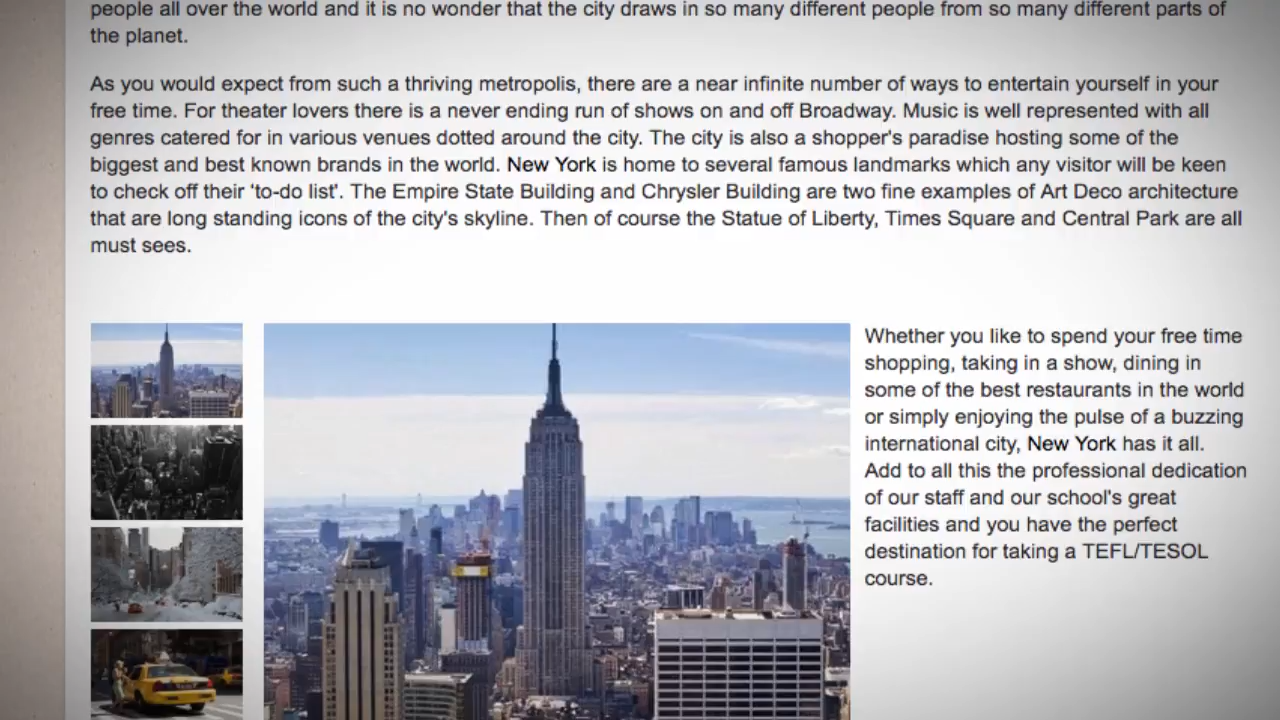 people all over the world and it is no wonder that the city draws in so many different people from so many different parts of
the planet.
As you would expect from such a thriving metropolis, there are a near infinite number of ways to entertain yourself in your
free time. For theater lovers there is a never ending run of shows on and off Broadway. Music is well represented with all
genres catered for in various venues dotted around the city. The city is also a shopper's paradise hosting some of the
biggest and best known brands in the world. New York is home to several famous landmarks which any visitor will be keen
to check off their 'to-do list'. The Empire State Building and Chrysler Building are two fine examples of Art Deco architecture
that are long standing icons of the city's skyline. Then of course the Statue of Liberty, Times Square and Central Park are all
must sees.
Whether you like to spend your free time
shopping, taking in a show, dining in
some of the best restaurants in the world
or simply enjoying the pulse of a buzzing
international city, New York has it all.
Add to all this the professional dedication
of our staff and our school's great
facilities and you have the perfect
destination for taking a TEFL/TESOL
course.